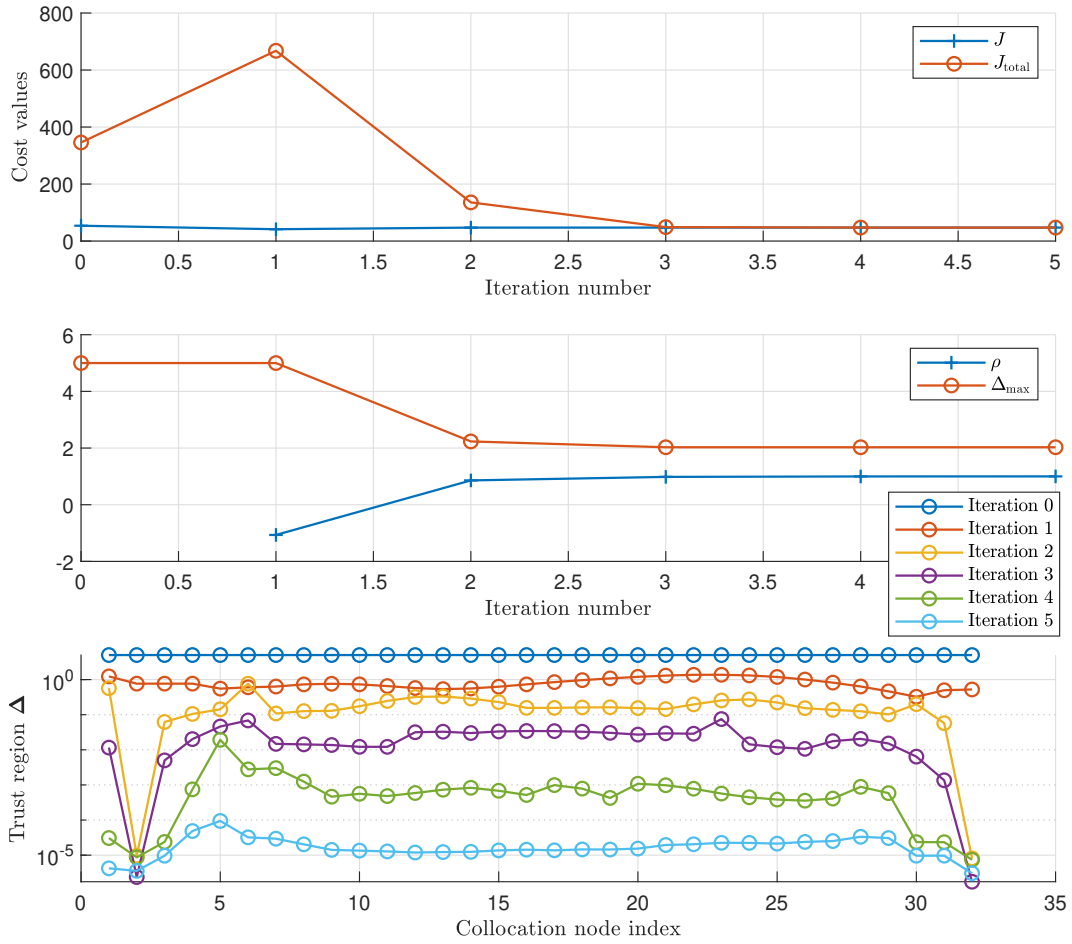 800
600
400
200
0
Cost values
0 0.5 1 1.5 2 2.5 3 3.5 4 4.5 5
Iteration number
J
J_total
6
4
2
0
-2
0 0.5 1 1.5 2 2.5 3 3.5 4
Iteration number
ρ
Δ_max
Iteration 0
Iteration 1
Iteration 2
Iteration 3
Iteration 4
Iteration 5
10^0
10^-5
Trust region Δ
0 5 10 15 20 25 30 35
Collocation node index